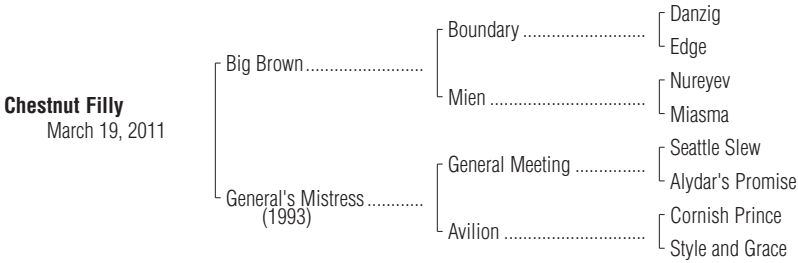 Chestnut Filly
March 19, 2011
Big Brown........................
General's Mistress............
(1993)
Boundary .........................
Mien ................................
General Meeting ...............
Avilion .............................
Danzig
Edge
Nureyev
Miasma
Seattle Slew
Alydar's Promise
Cornish Prince
Style and Grace